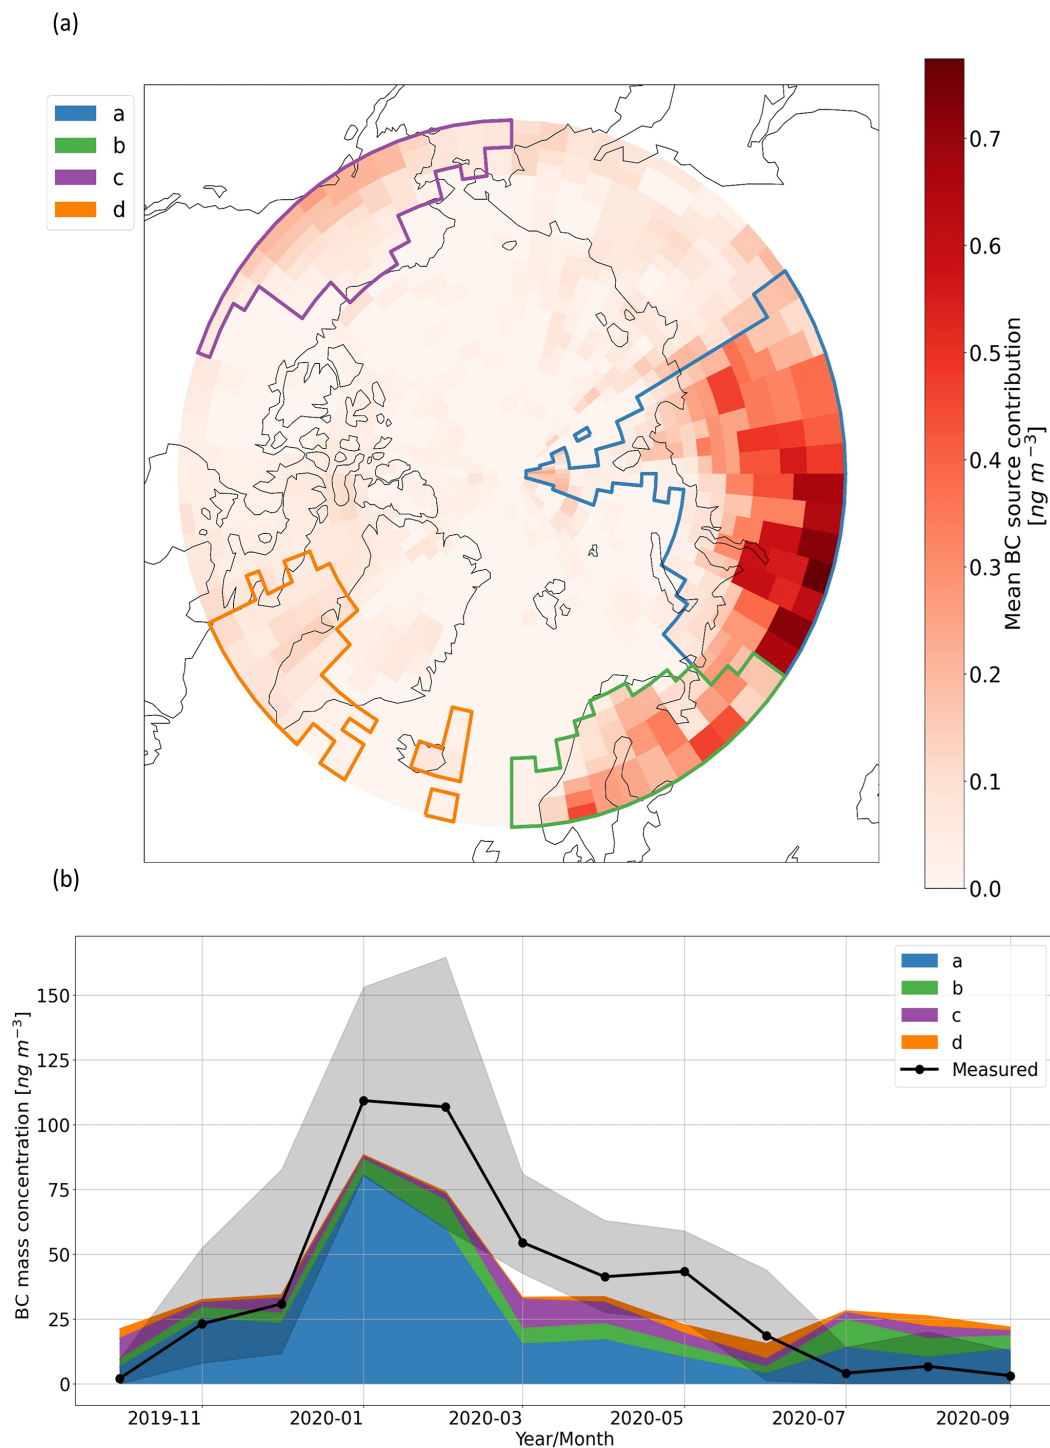 (a)
a
b
c
d
0.7
0.6
0.5
0.4
0.3
0.2
0.1
0.0
Mean BC source contribution
[ng m⁻³]
(b)
BC mass concentration [ng m⁻³]
150
125
100
75
50
25
0
a
b
c
d
Measured
2019-11
2020-01
2020-03
2020-05
2020-07
2020-09
Year/Month